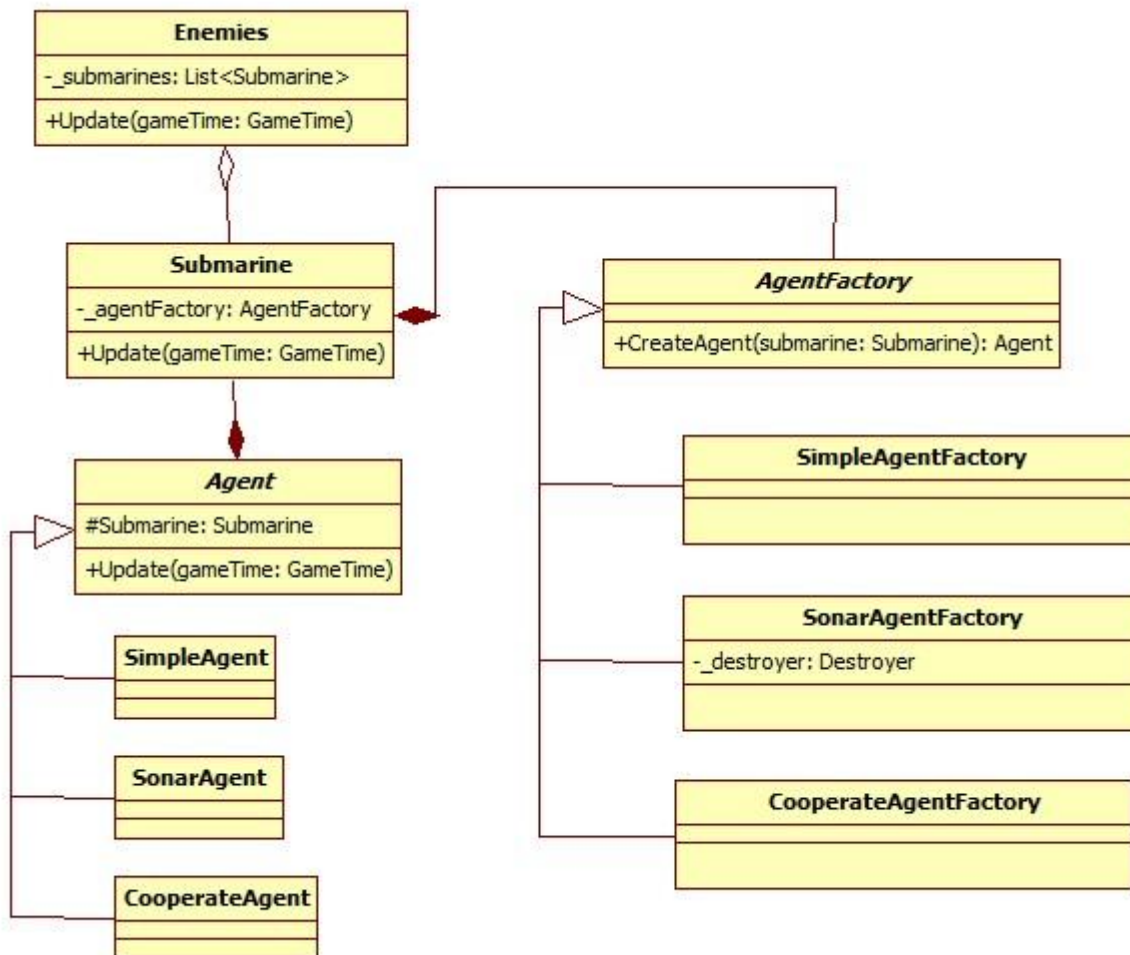 Enemies
-_submarines: List<Submarine>
+Update(gameTime: GameTime)
Submarine
-_agentFactory: AgentFactory
+Update(gameTime: GameTime)
Agent
#Submarine: Submarine
+Update(gameTime: GameTime)
SimpleAgent
SonarAgent
CooperateAgent
AgentFactory
+CreateAgent(submarine: Submarine): Agent
SimpleAgentFactory
SonarAgentFactory
-_destroyer: Destroyer
CooperateAgentFactory